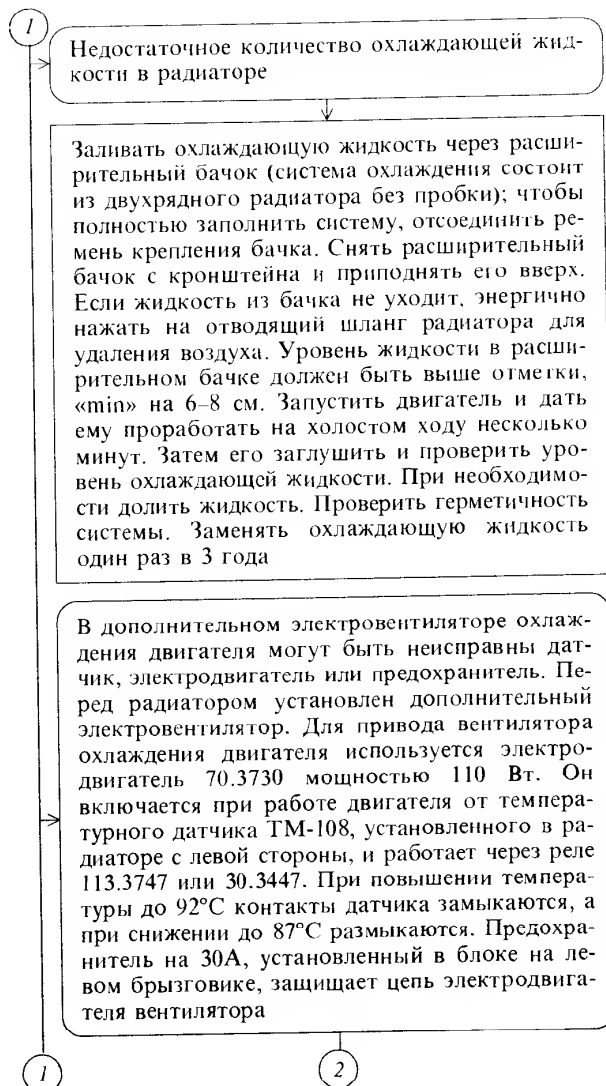 1
Недостаточное количество охлаждающей жид-
кости в радиаторе
Заливать охлаждающую жидкость через расши-
рительный бачок (система охлаждения состоит
из двухрядного радиатора без пробки); чтобы
полностью заполнить систему, отсоединить ре-
мень крепления бачка. Снять расширительный
бачок с кронштейна и приподнять его вверх.
Если жидкость из бачка не уходит, энергично
нажать на отводящий шланг радиатора для
удаления воздуха. Уровень жидкости в расши-
рительном бачке должен быть выше отметки,
«min» на 6–8 см. Запустить двигатель и дать
ему проработать на холостом ходу несколько
минут. Затем его заглушить и проверить уро-
вень охлаждающей жидкости. При необходимо-
сти долить жидкость. Проверить герметичность
системы. Заменять охлаждающую жидкость
один раз в 3 года
В дополнительном электровентиляторе охлаж-
дения двигателя могут быть неисправны дат-
чик, электродвигатель или предохранитель. Пе-
ред радиатором установлен дополнительный
электровентилятор. Для привода вентилятора
охлаждения двигателя используется электро-
двигатель 70.3730 мощностью 110 Вт. Он
включается при работе двигателя от темпера-
турного датчика ТМ-108, установленного в ра-
диаторе с левой стороны, и работает через реле
113.3747 или 30.3447. При повышении темпера-
туры до 92°С контакты датчика замыкаются, а
при снижении до 87°С размыкаются. Предохра-
нитель на 30А, установленный в блоке на ле-
вом брызговике, защищает цепь электродвига-
теля вентилятора
1
2